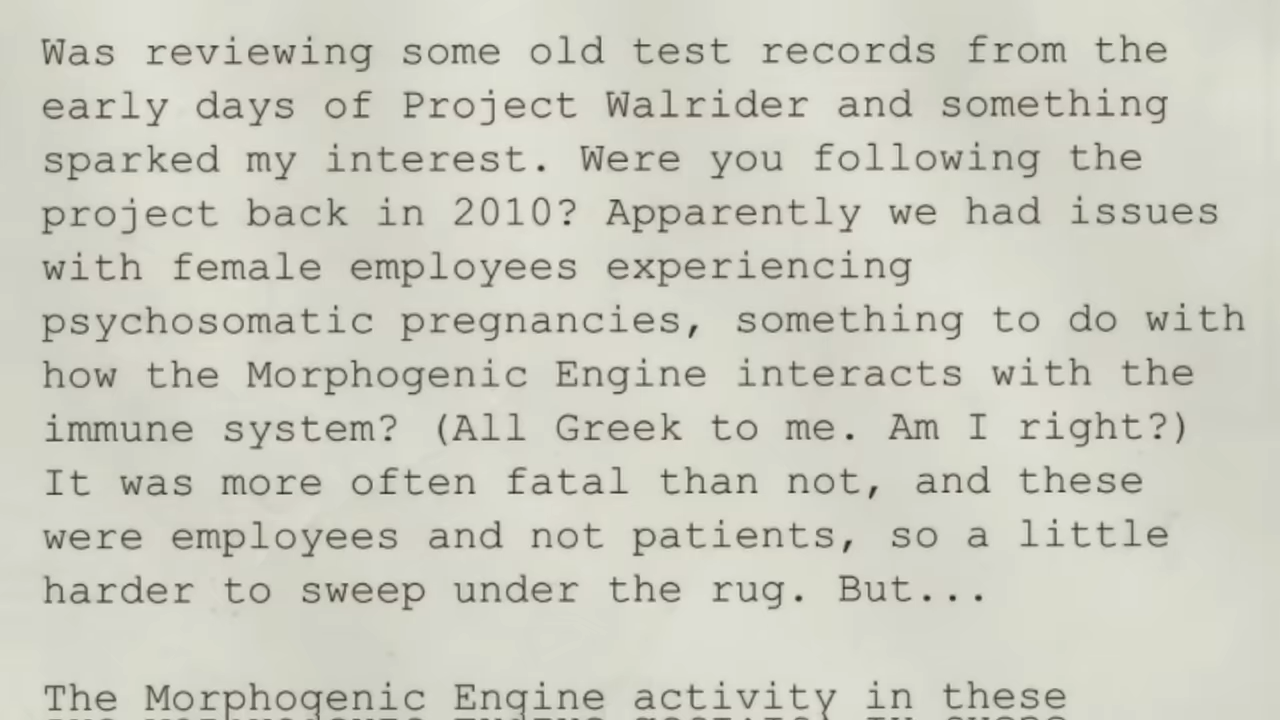 Was reviewing some old test records from the
early days of Project Walrider and something
sparked my interest. Were you following the
project back in 2010? Apparently we had issues
with female employees experiencing
psychosomatic pregnancies, something to do with
how the Morphogenic Engine interacts with the
immune system? (All Greek to me. Am I right?)
It was more often fatal than not, and these
were employees and not patients, so a little
harder to sweep under the rug. But...
The Morphogenic Engine activity in these